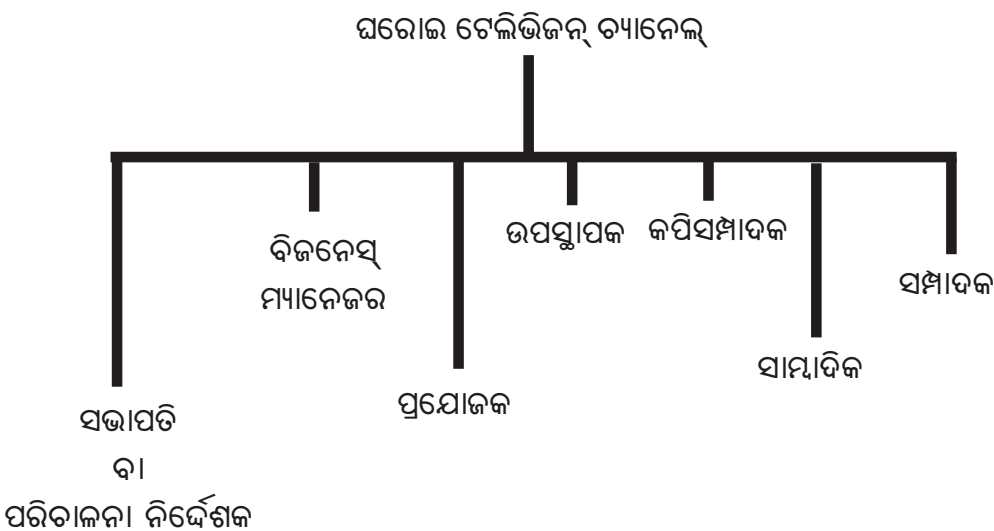 ଘରୋଇ ଟେଲିଭିଜନ୍ ଚ୍ୟାନେଲ୍
ସଭାପତି
ବା
ପରିଚାଳନା ନିର୍ଦ୍ଦେଶକ
ବିଜନେସ୍
ମ୍ୟାନେଜର
ପ୍ରଯୋଜକ
ଉପସ୍ଥାପକ
କପିସମ୍ପାଦକ
ସାମ୍ବାଦିକ
ସମ୍ପାଦକ